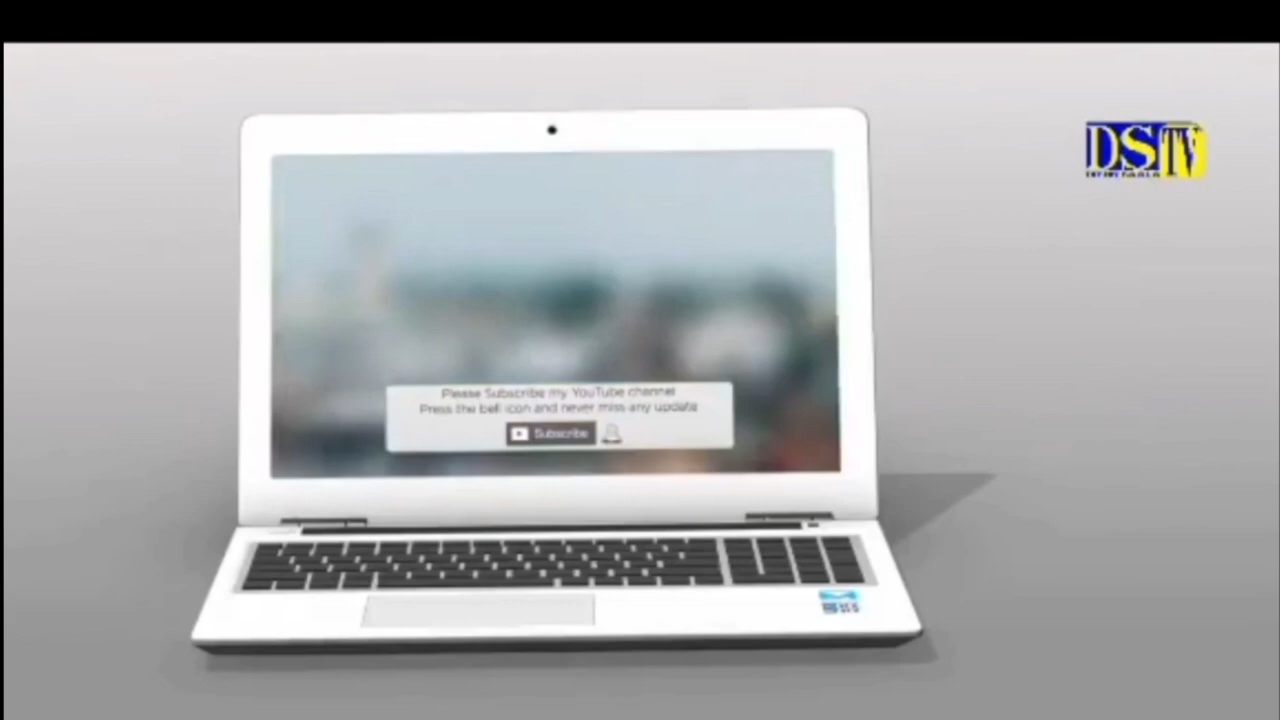 DSTV
Please Subscribe my YouTube channel
Press the bell icon and never miss any update
Subscribe